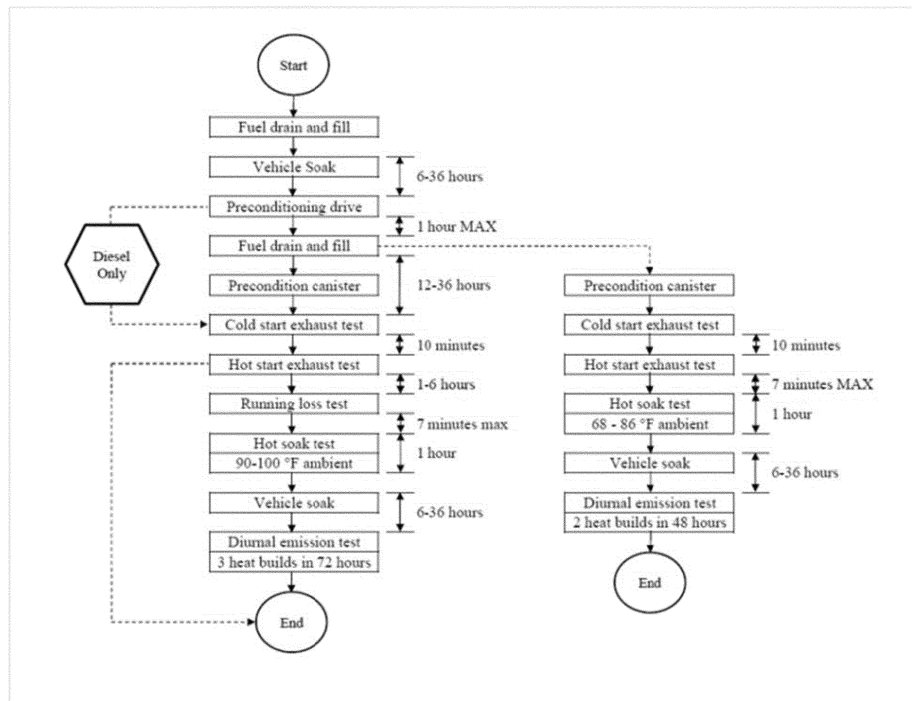 Start
Fuel drain and fill
Vehicle Soak
6-36 hours
Preconditioning drive
1 hour MAX
Diesel
Only
Fuel drain and fill
Precondition canister
12-36 hours
Cold start exhaust test
10 minutes
Hot start exhaust test
1-6 hours
Running loss test
7 minutes max
Hot soak test
90-100 °F ambient
1 hour
Vehicle soak
6-36 hours
Diurnal emission test
3 heat builds in 72 hours
End
Precondition canister
Cold start exhaust test
10 minutes
Hot start exhaust test
7 minutes MAX
Hot soak test
68 - 86 °F ambient
1 hour
Vehicle soak
6-36 hours
Diurnal emission test
2 heat builds in 48 hours
End